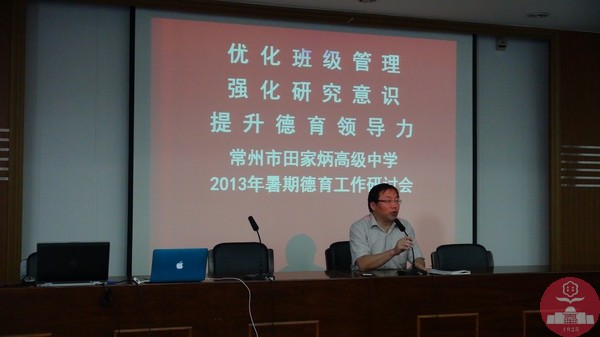 优化班级管理
强化研究意识
提升德育领导力
常州市田家炳高级中学
2013年暑期德育工作研讨会